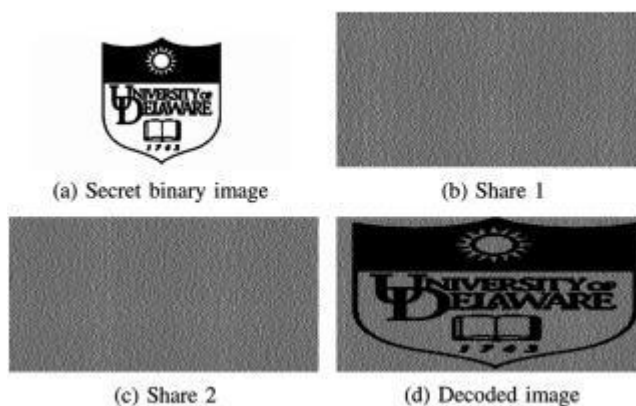 UNIVERSITY OF
DELAWARE
1743
(a) Secret binary image
(b) Share 1
UNIVERSITY OF
DELAWARE
1743
(c) Share 2
(d) Decoded image